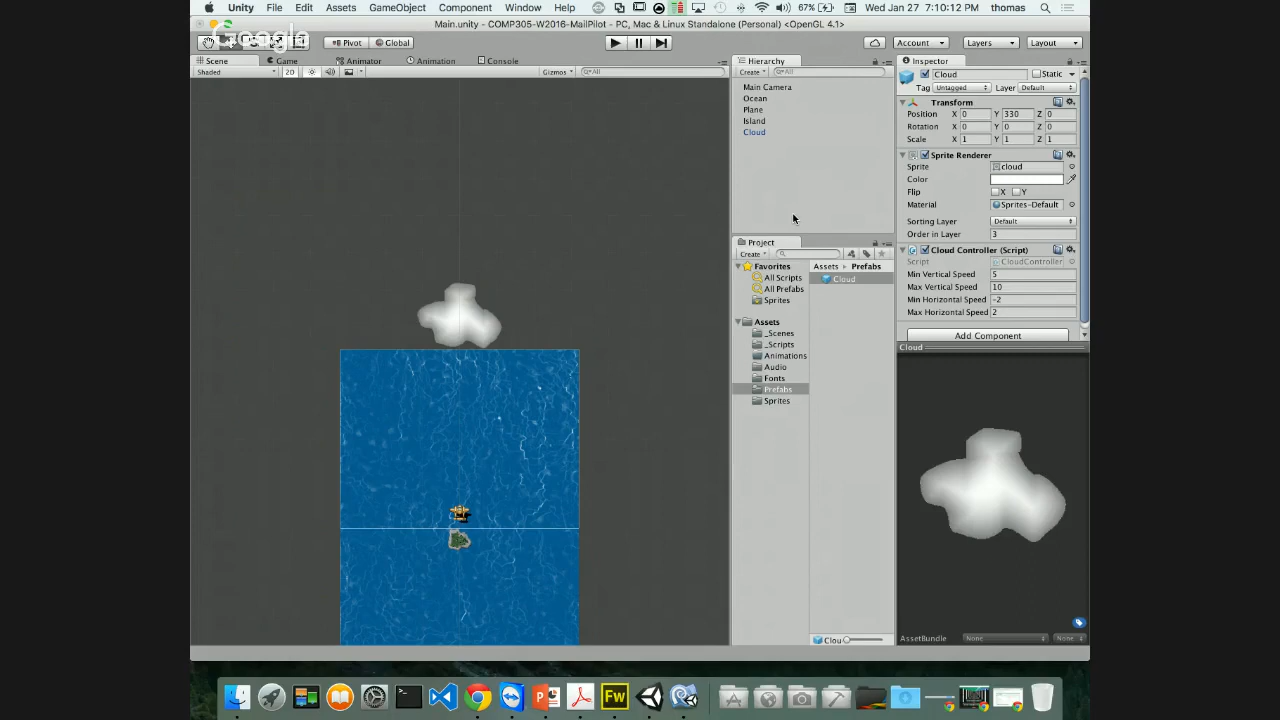 Unity File Edit Assets GameObject Component Window Help 67% Wed Jan 27 7:10:12 thomas
Main.unity - COMP305-W2016-MailPilot - PC, Mac & Linux Standalone (Personal) <OpenGL 4.1>
Google
Pivot Global Account Layers Layout
Scene Game Animator Animation Console
Shaded 2D Gizmos All
Hierarchy
Create All
Main Camera
Ocean
Plane
Island
Cloud
Project
Create
Favorites
All Scripts
All Prefabs
Sprites
Assets
_Scenes
_Scripts
Animations
Audio
Fonts
Prefabs
Sprites
Assets Prefabs
Cloud
Clou
Inspector
Cloud Static
Tag Untagged Layer Default
Transform
Position X 0 Y 330 Z 0
Rotation X 0 Y 0 Z 0
Scale X 1 Y 1 Z 1
Sprite Renderer
Sprite cloud
Color
Flip X Y
Material Sprites-Default
Sorting Layer Default
Order in Layer 3
Cloud Controller (Script)
Script CloudController
Min Vertical Speed 5
Max Vertical Speed 10
Min Horizontal Speed -2
Max Horizontal Speed 2
Add Component
Cloud
AssetBundle None None
Fw